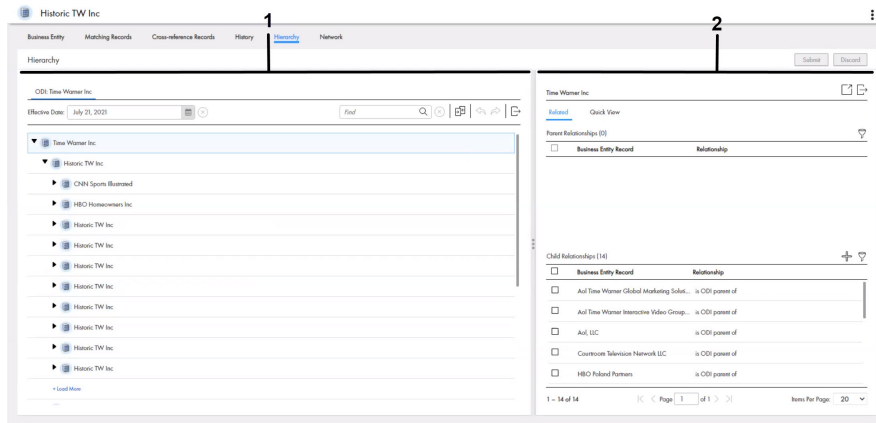 Historic TW Inc
1
2
Business Entity Matching Records Cross-reference Records History Hierarchy Network
Hierarchy
Submit Discard
ODI: Time Warner Inc
Effective Date: July 21, 2021
Find
Time Warner Inc
Historic TW Inc
CNN Sports Illustrated
HBO Homeowners Inc
Historic TW Inc
Historic TW Inc
Historic TW Inc
Historic TW Inc
Historic TW Inc
Historic TW Inc
Historic TW Inc
Historic TW Inc
+ Load More
Time Warner Inc
Related Quick View
Parent Relationships (0)
Business Entity Record Relationship
Child Relationships (14)
Business Entity Record Relationship
Aol Time Warner Global Marketing Soluti... is ODI parent of
Aol Time Warner Interactive Video Group... is ODI parent of
Aol, LLC is ODI parent of
Courtroom Television Network LLC is ODI parent of
HBO Poland Partners is ODI parent of
1 – 14 of 14 Page 1 of 1 Items Per Page: 20